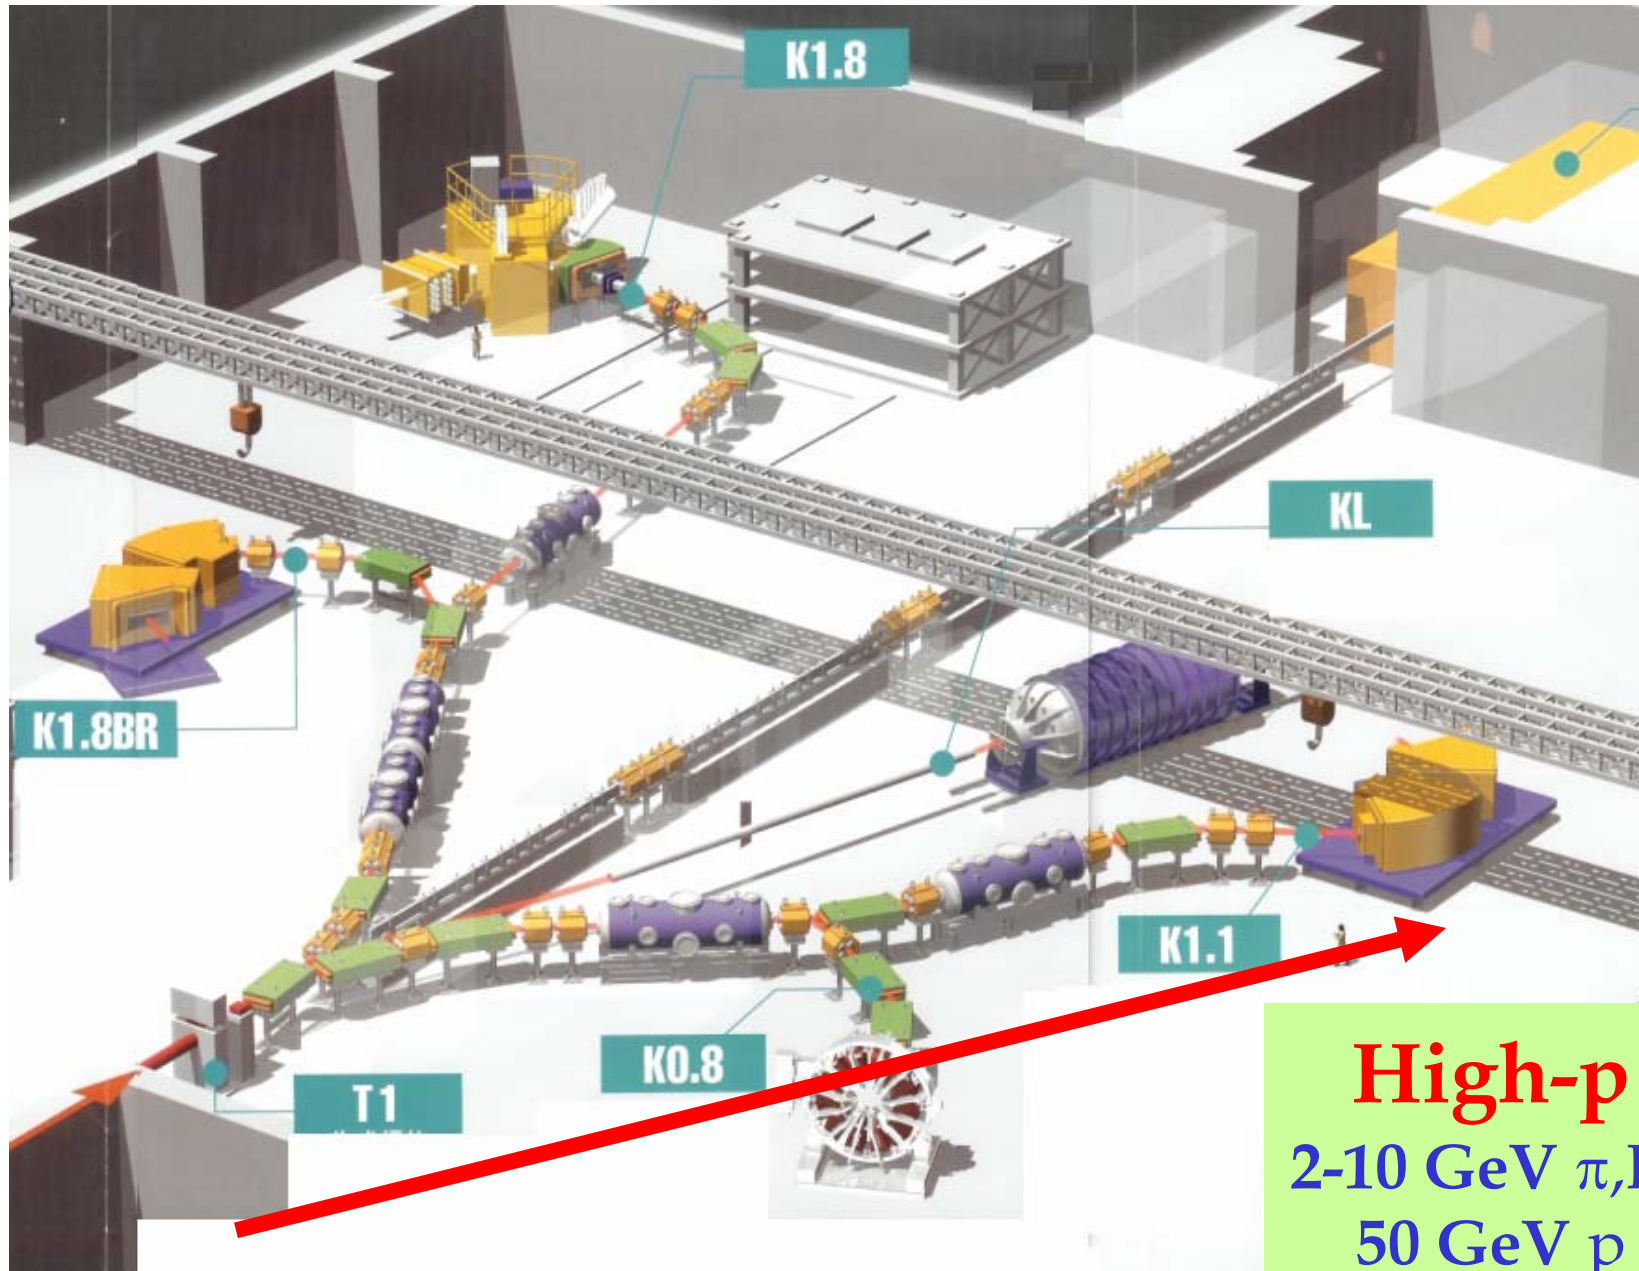 K1.8
KL
K1.8BR
K1.1
K0.8
T1
High-p
2-10 GeV π,
50 GeV p